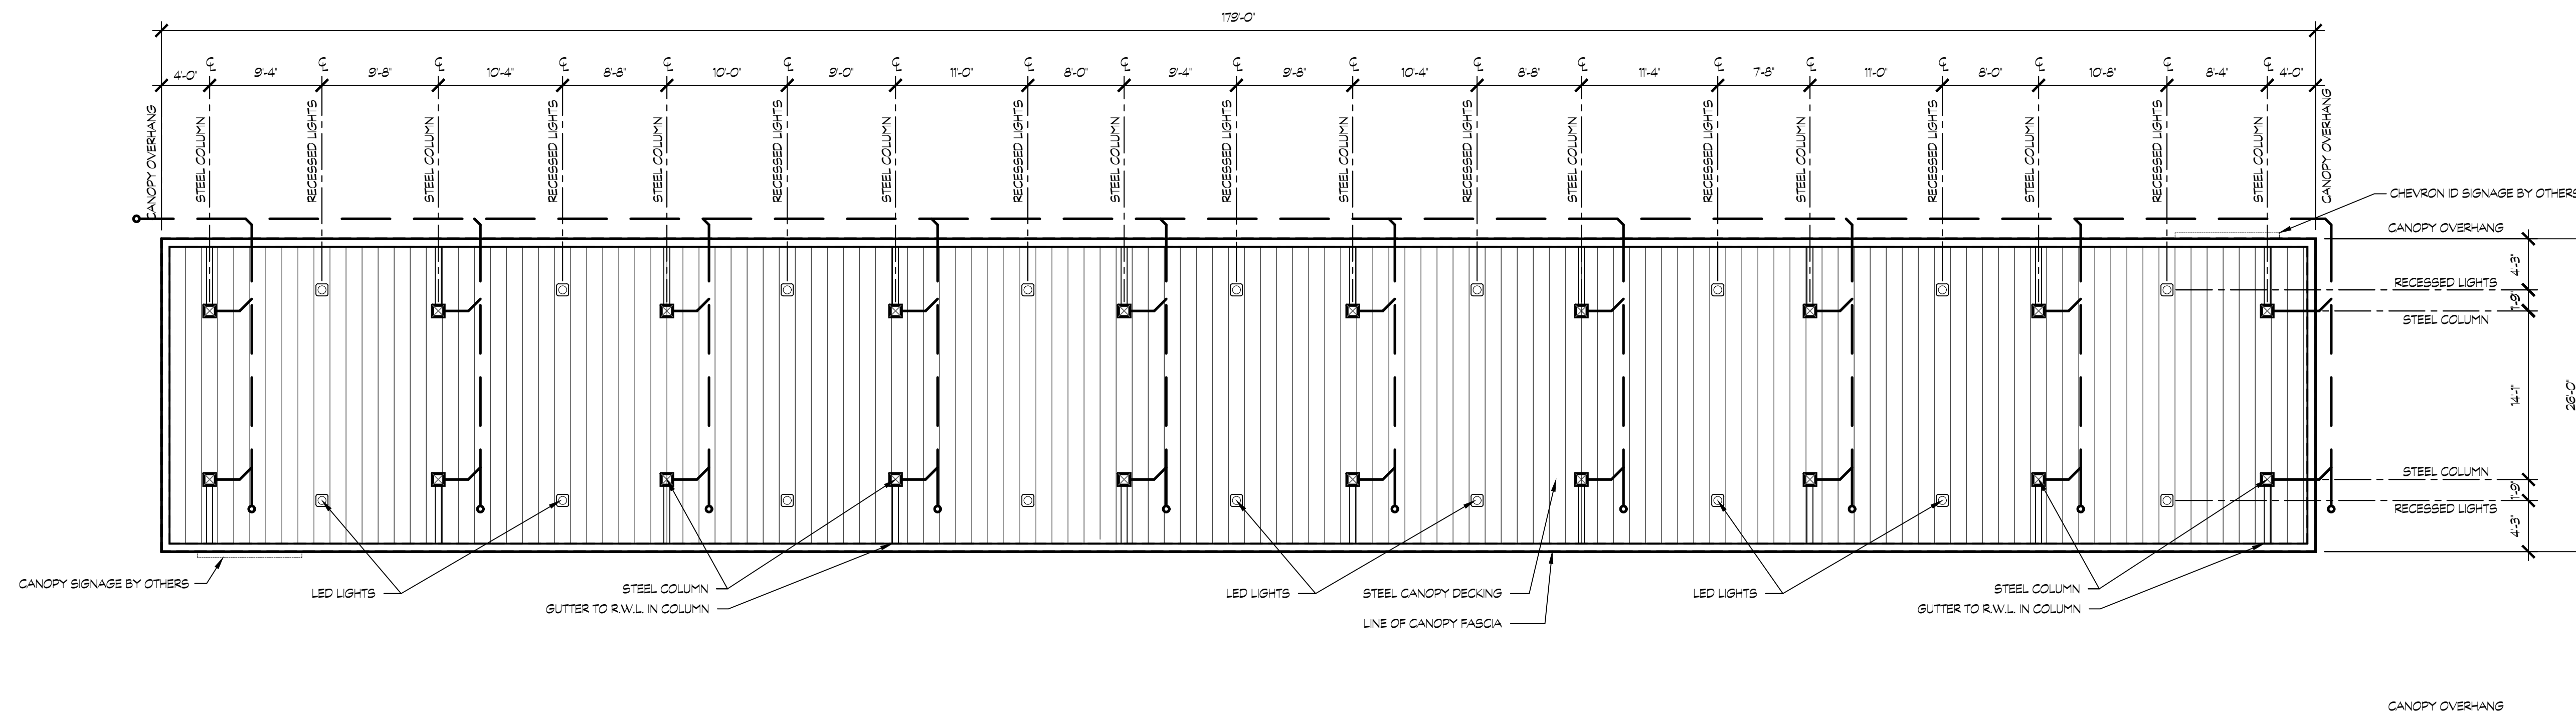 179'-0"
℄ ℄ ℄ ℄ ℄ ℄ ℄ ℄ ℄ ℄ ℄ ℄ ℄ ℄ ℄ ℄ ℄ ℄ ℄
4'-0" 9'-4" 9'-8" 10'-4" 8'-8" 10'-0" 9'-0" 11'-0" 8'-0" 9'-4" 9'-8" 10'-4" 8'-8" 11'-4" 7'-8" 11'-0" 8'-0" 10'-8" 8'-4" 4'-0"
CANOPY OVERHANG
STEEL COLUMN
RECESSED LIGHTS
STEEL COLUMN
RECESSED LIGHTS
STEEL COLUMN
RECESSED LIGHTS
STEEL COLUMN
RECESSED LIGHTS
STEEL COLUMN
RECESSED LIGHTS
STEEL COLUMN
RECESSED LIGHTS
STEEL COLUMN
RECESSED LIGHTS
STEEL COLUMN
RECESSED LIGHTS
STEEL COLUMN
RECESSED LIGHTS
STEEL COLUMN
CANOPY OVERHANG
CHEVRON ID SIGNAGE BY OTHERS
CANOPY OVERHANG
4'-3"
RECESSED LIGHTS
1'-9"
STEEL COLUMN
14'-1"
26'-0"
STEEL COLUMN
1'-9"
RECESSED LIGHTS
4'-3"
CANOPY SIGNAGE BY OTHERS
LED LIGHTS
STEEL COLUMN
GUTTER TO R.W.L. IN COLUMN
LED LIGHTS
STEEL CANOPY DECKING
LINE OF CANOPY FASCIA
LED LIGHTS
STEEL COLUMN
GUTTER TO R.W.L. IN COLUMN
CANOPY OVERHANG